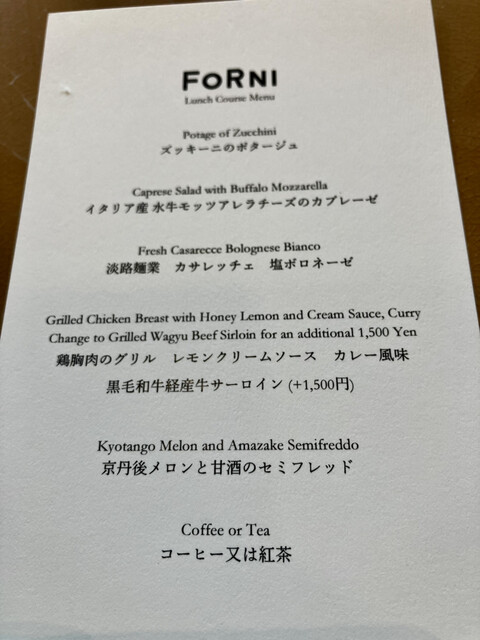 FORNI
Lunch Course Menu
Potage of Zucchini
ズッキーニのポタージュ
Caprese Salad with Buffalo Mozzarella
イタリア産 水牛モッツアレラチーズのカプレーゼ
Fresh Casarecce Bolognese Bianco
淡路麺業　カサレッチェ　塩ボロネーゼ
Grilled Chicken Breast with Honey Lemon and Cream Sauce, Curry
Change to Grilled Wagyu Beef Sirloin for an additional 1,500 Yen
鶏胸肉のグリル　レモンクリームソース　カレー風味
黒毛和牛経産牛サーロイン (+1,500円)
Kyotango Melon and Amazake Semifreddo
京丹後メロンと甘酒のセミフレッド
Coffee or Tea
コーヒー又は紅茶